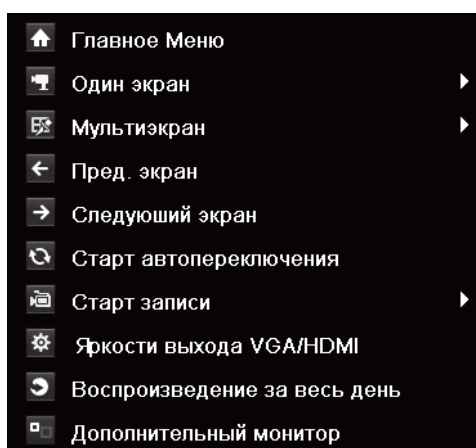 Главное Меню
Один экран
Мультиэкран
Пред. экран
Следуюший экран
Старт автопереключения
Старт записи
Яркости выхода VGA/HDMI
Воспроизведение за весь день
Дополнительный монитор